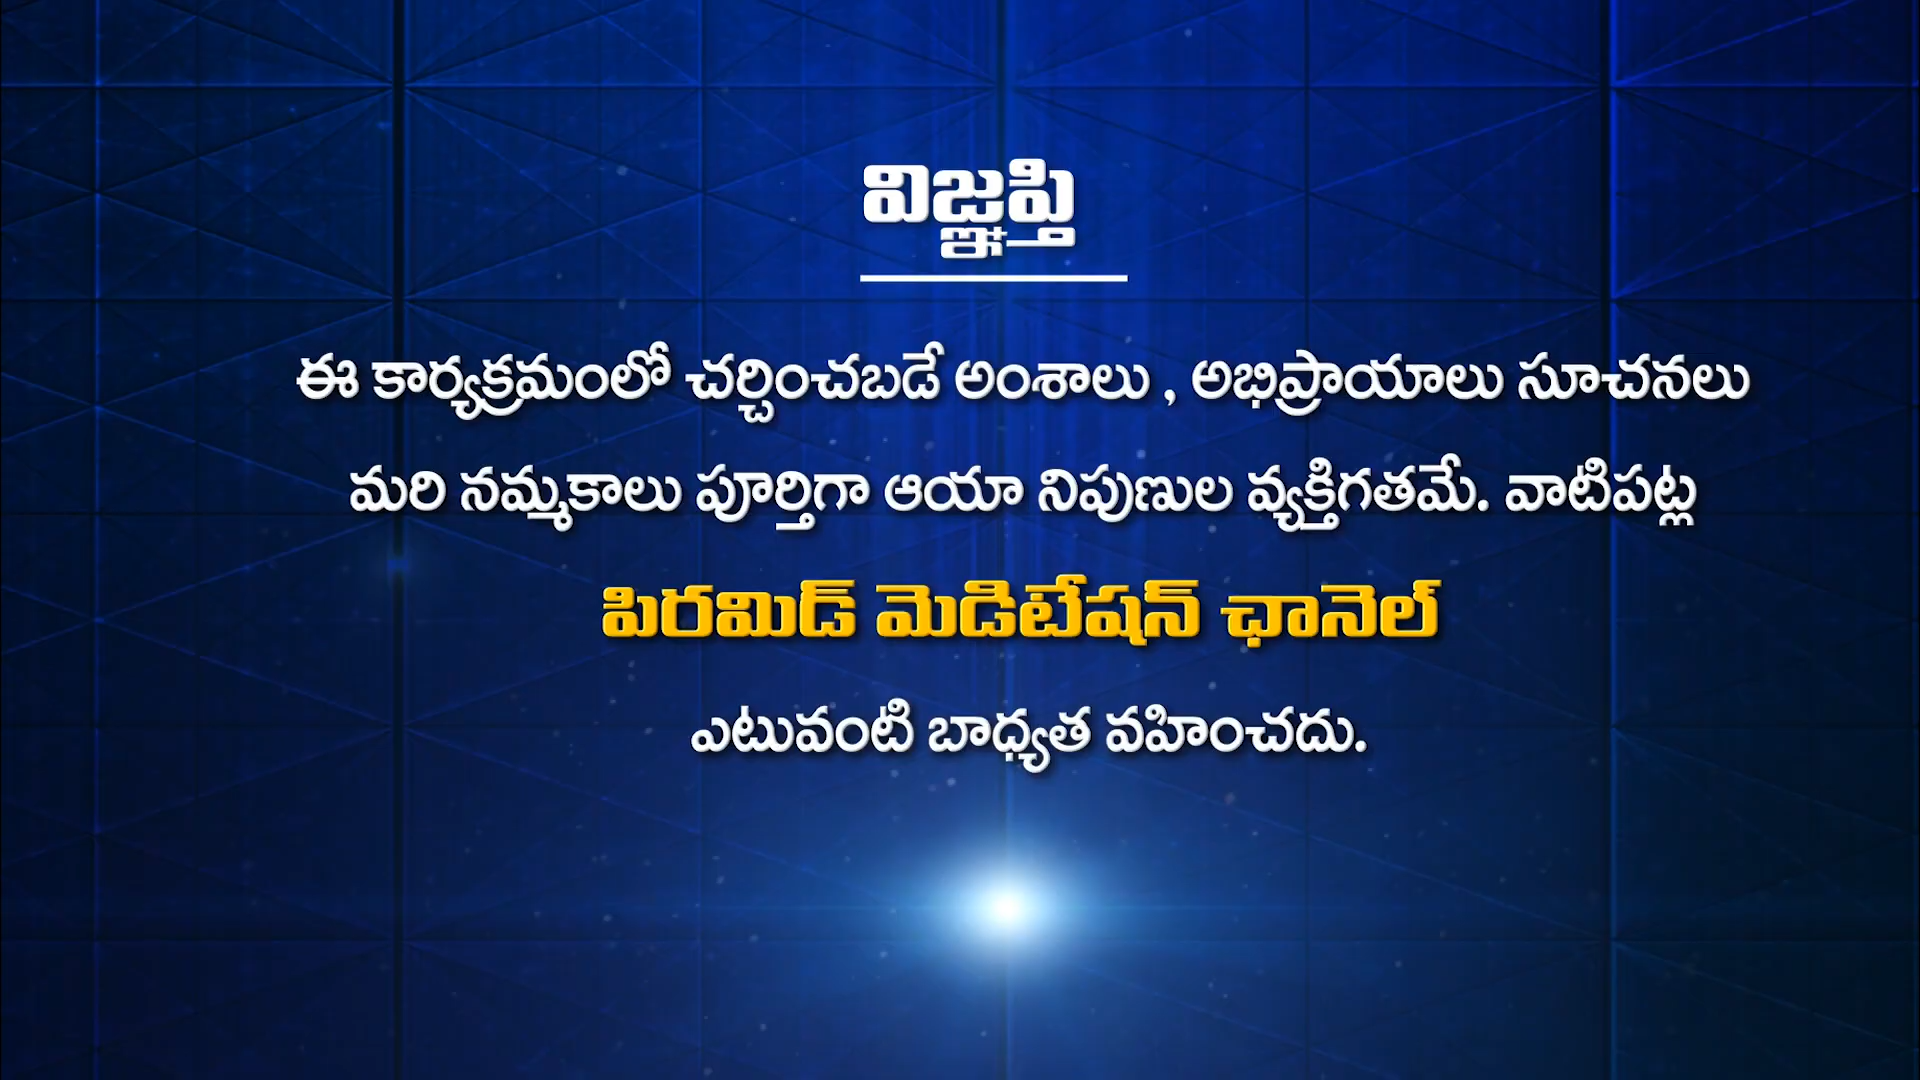 విజ్ఞప్తి
ఈ కార్యక్రమంలో చర్చించబడే అంశాలు , అభిప్రాయాలు సూచనలు
మరి నమ్మకాలు పూర్తిగా ఆయా నిపుణుల వ్యక్తిగతమే. వాటిపట్ల
పిరమిడ్ మెడిటేషన్ ఛానెల్
ఎటువంటి బాధ్యత వహించదు.